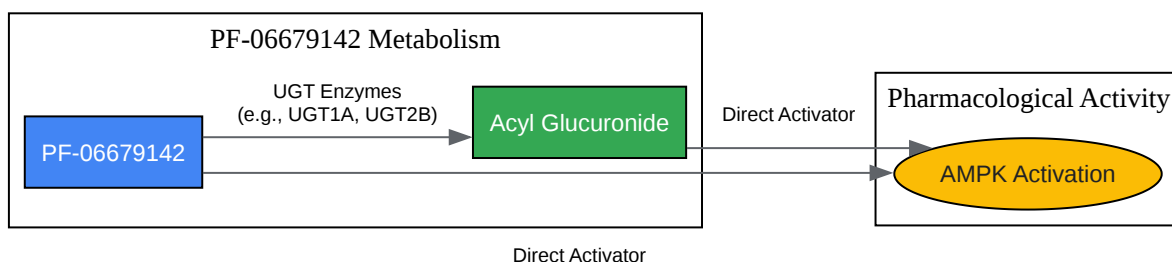 PF-06679142 Metabolism
UGT Enzymes
(e.g., UGT1A, UGT2B)
PF-06679142
Acyl Glucuronide
Direct Activator
Pharmacological Activity
AMPK Activation
Direct Activator